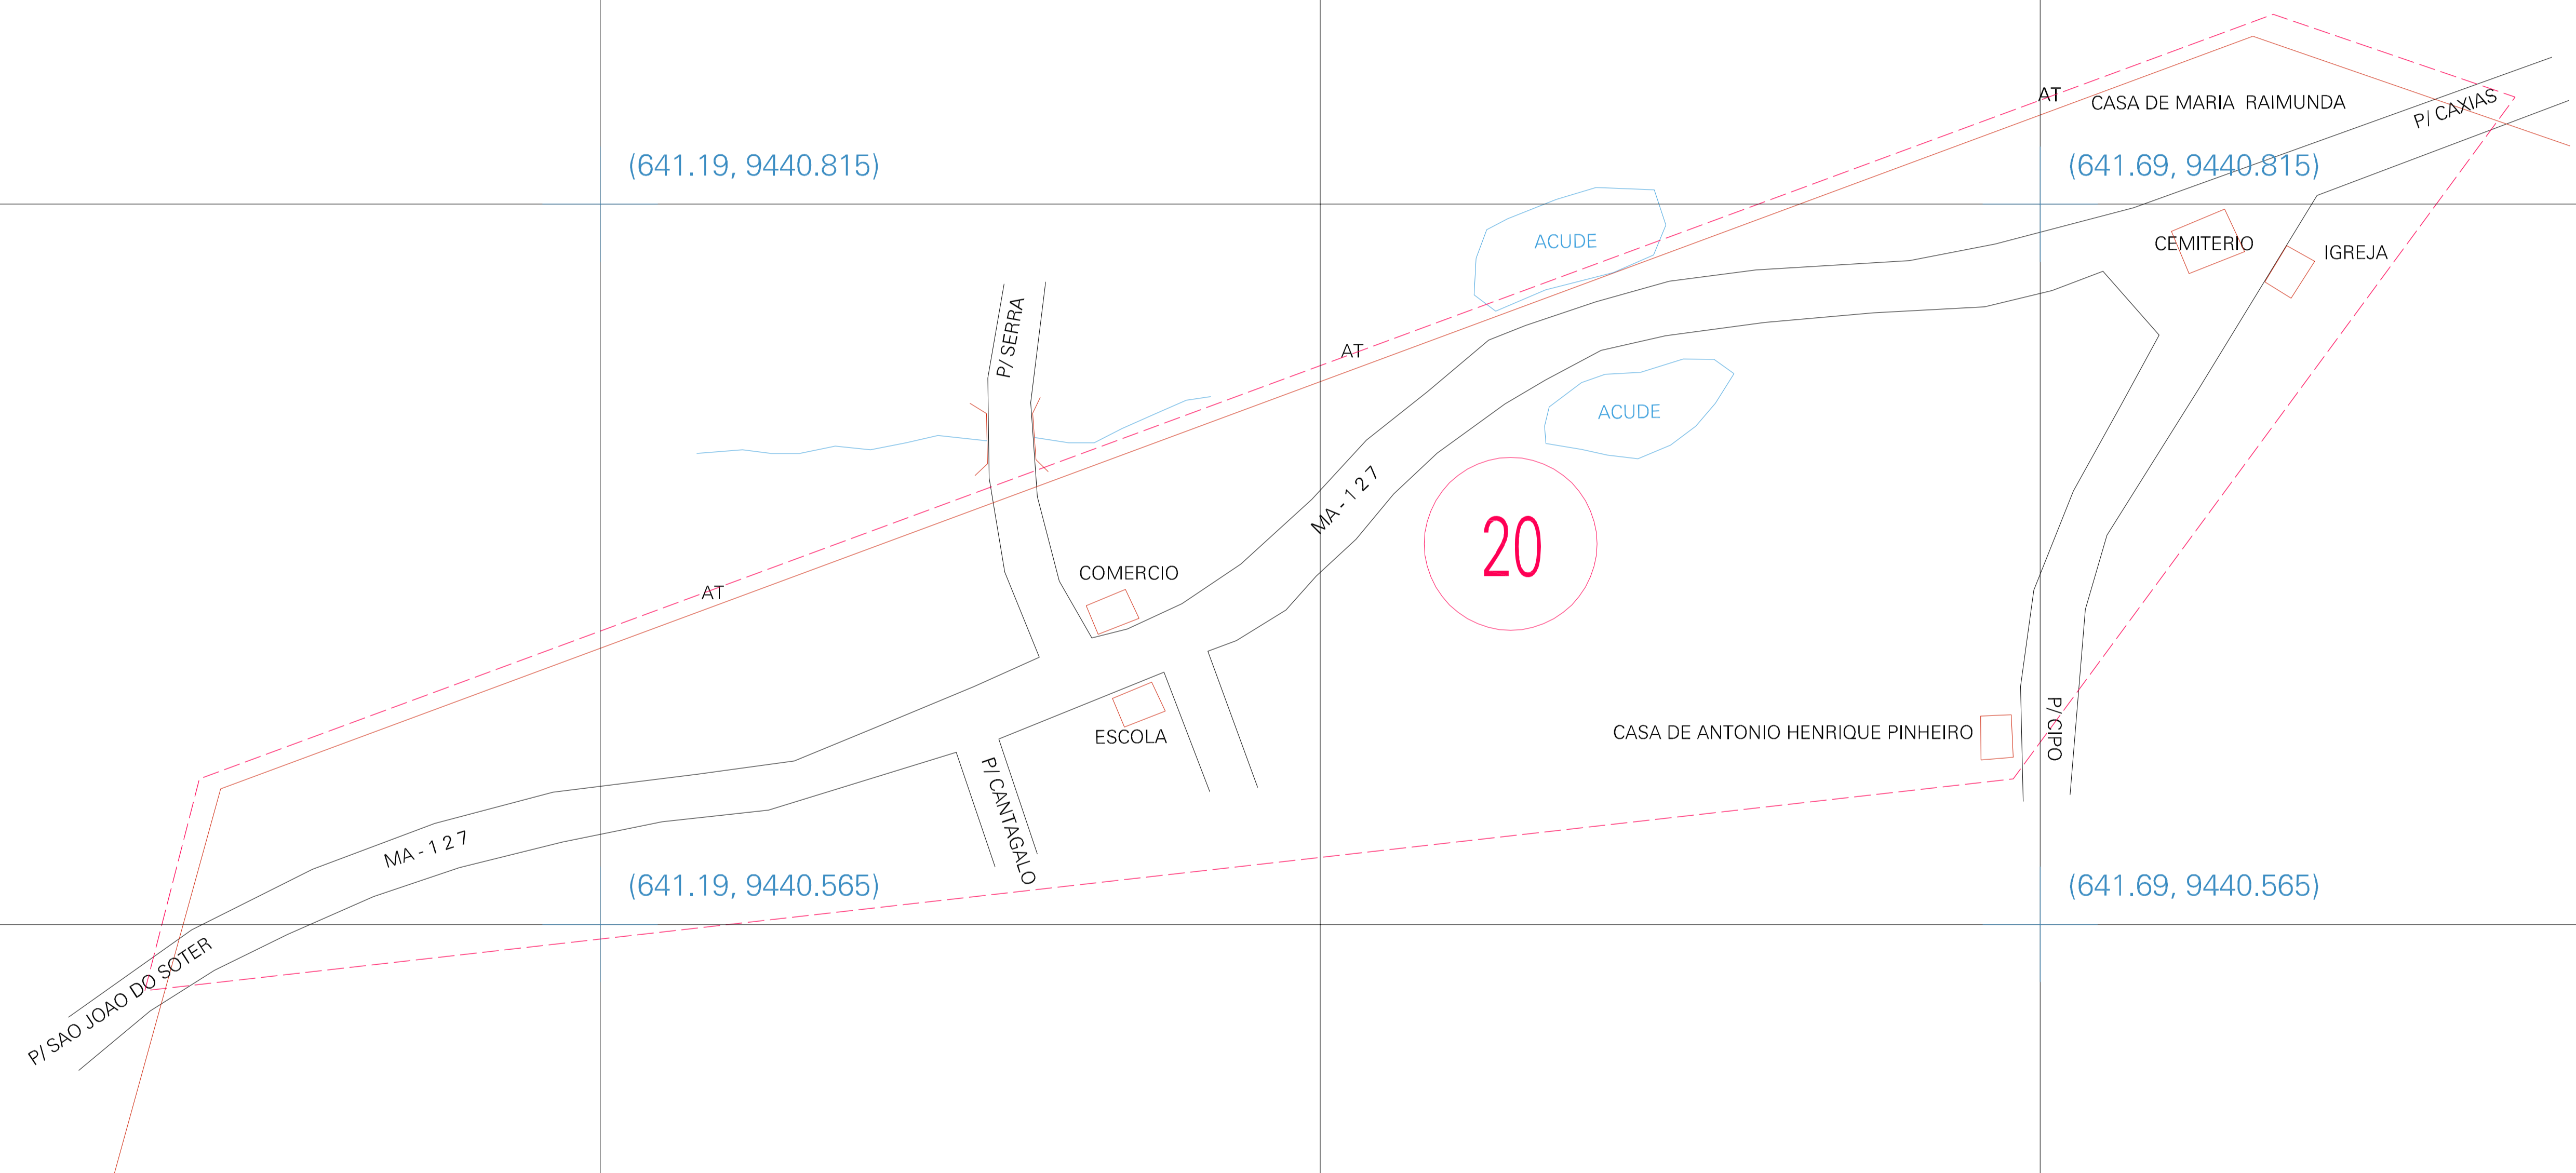 AT
CASA DE MARIA  RAIMUNDA
P/ CAXIAS
(641.19, 9440.815)
(641.69, 9440.815)
ACUDE
CEMITERIO
IGREJA
P/ SERRA
AT
ACUDE
MA - 1 2 7
20
COMERCIO
AT
ESCOLA
CASA DE ANTONIO HENRIQUE PINHEIRO
P/ CIPO
P/ CANTAGALO
MA - 1 2 7
(641.19, 9440.565)
(641.69, 9440.565)
P/ SAO JOAO DO SOTER